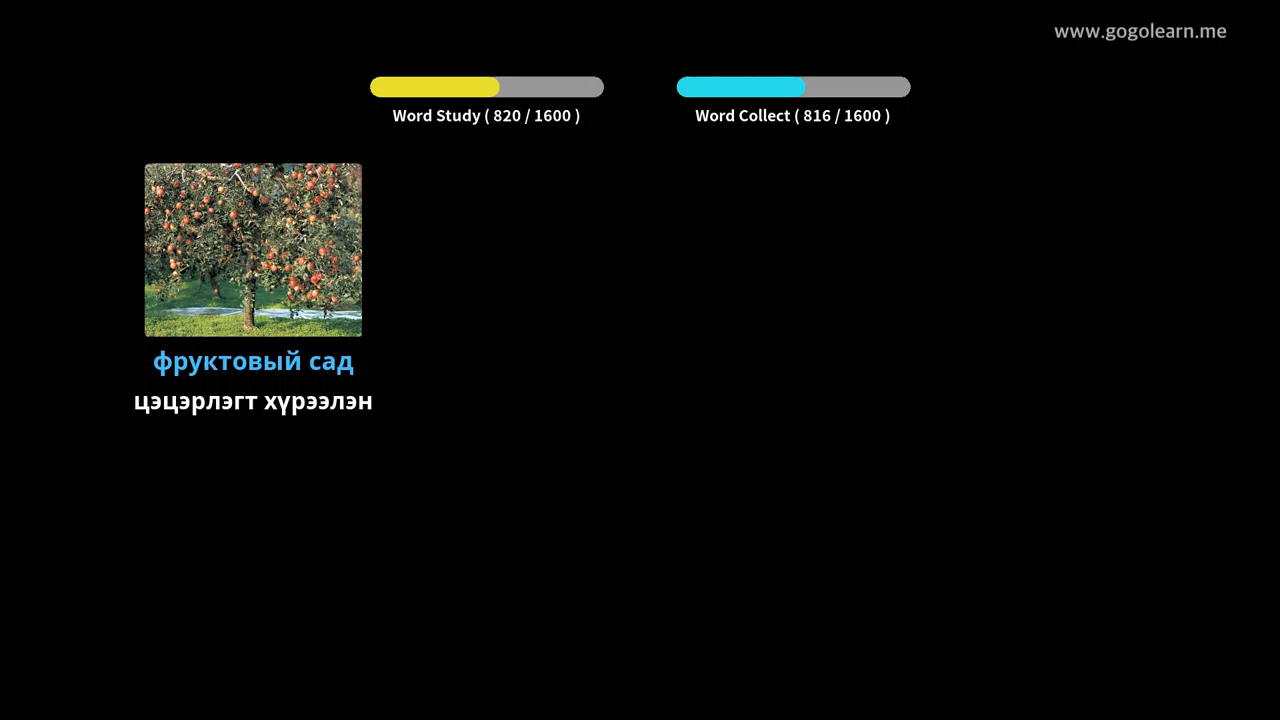 www.gogolearn.me
Word Study ( 820 / 1600 )
Word Collect ( 816 / 1600 )
фруктовый сад
цэцэрлэгт хүрээлэн